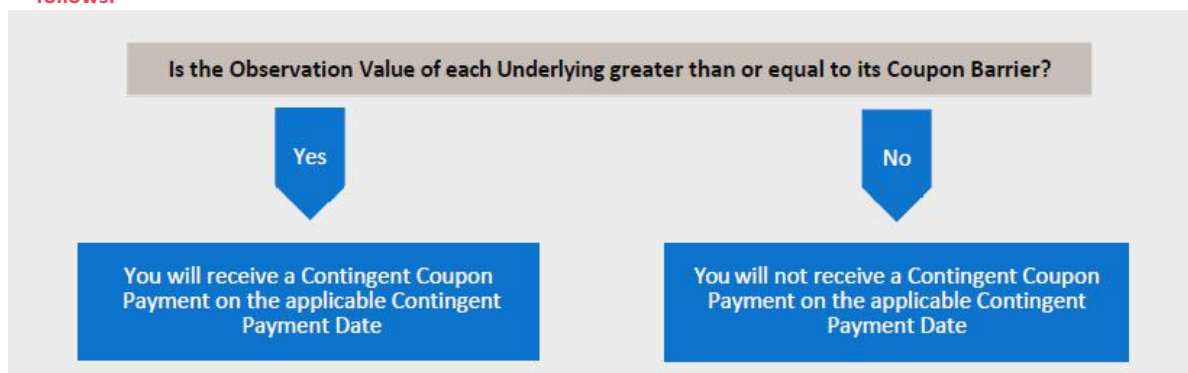 follows:
Is the Observation Value of each Underlying greater than or equal to its Coupon Barrier?
Yes
No
You will receive a Contingent Coupon
Payment on the applicable Contingent
Payment Date
You will not receive a Contingent Coupon
Payment on the applicable Contingent
Payment Date